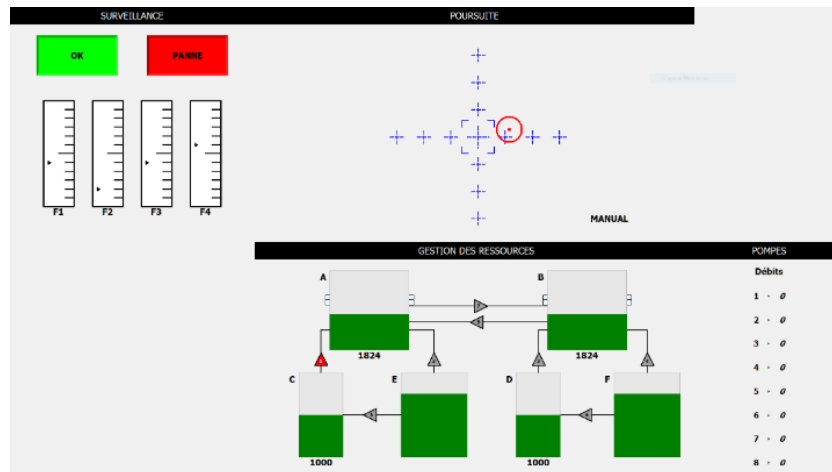 SURVEILLANCE
POURSUITE
OK
PANNE
F1
F2
F3
F4
MANUAL
GESTION DES RESSOURCES
POMPES
A
B
1824
1824
C
E
D
F
1000
1000
Débits
1 - 0
2 - 0
3 - 0
4 - 0
5 - 0
6 - 0
7 - 0
8 - 0